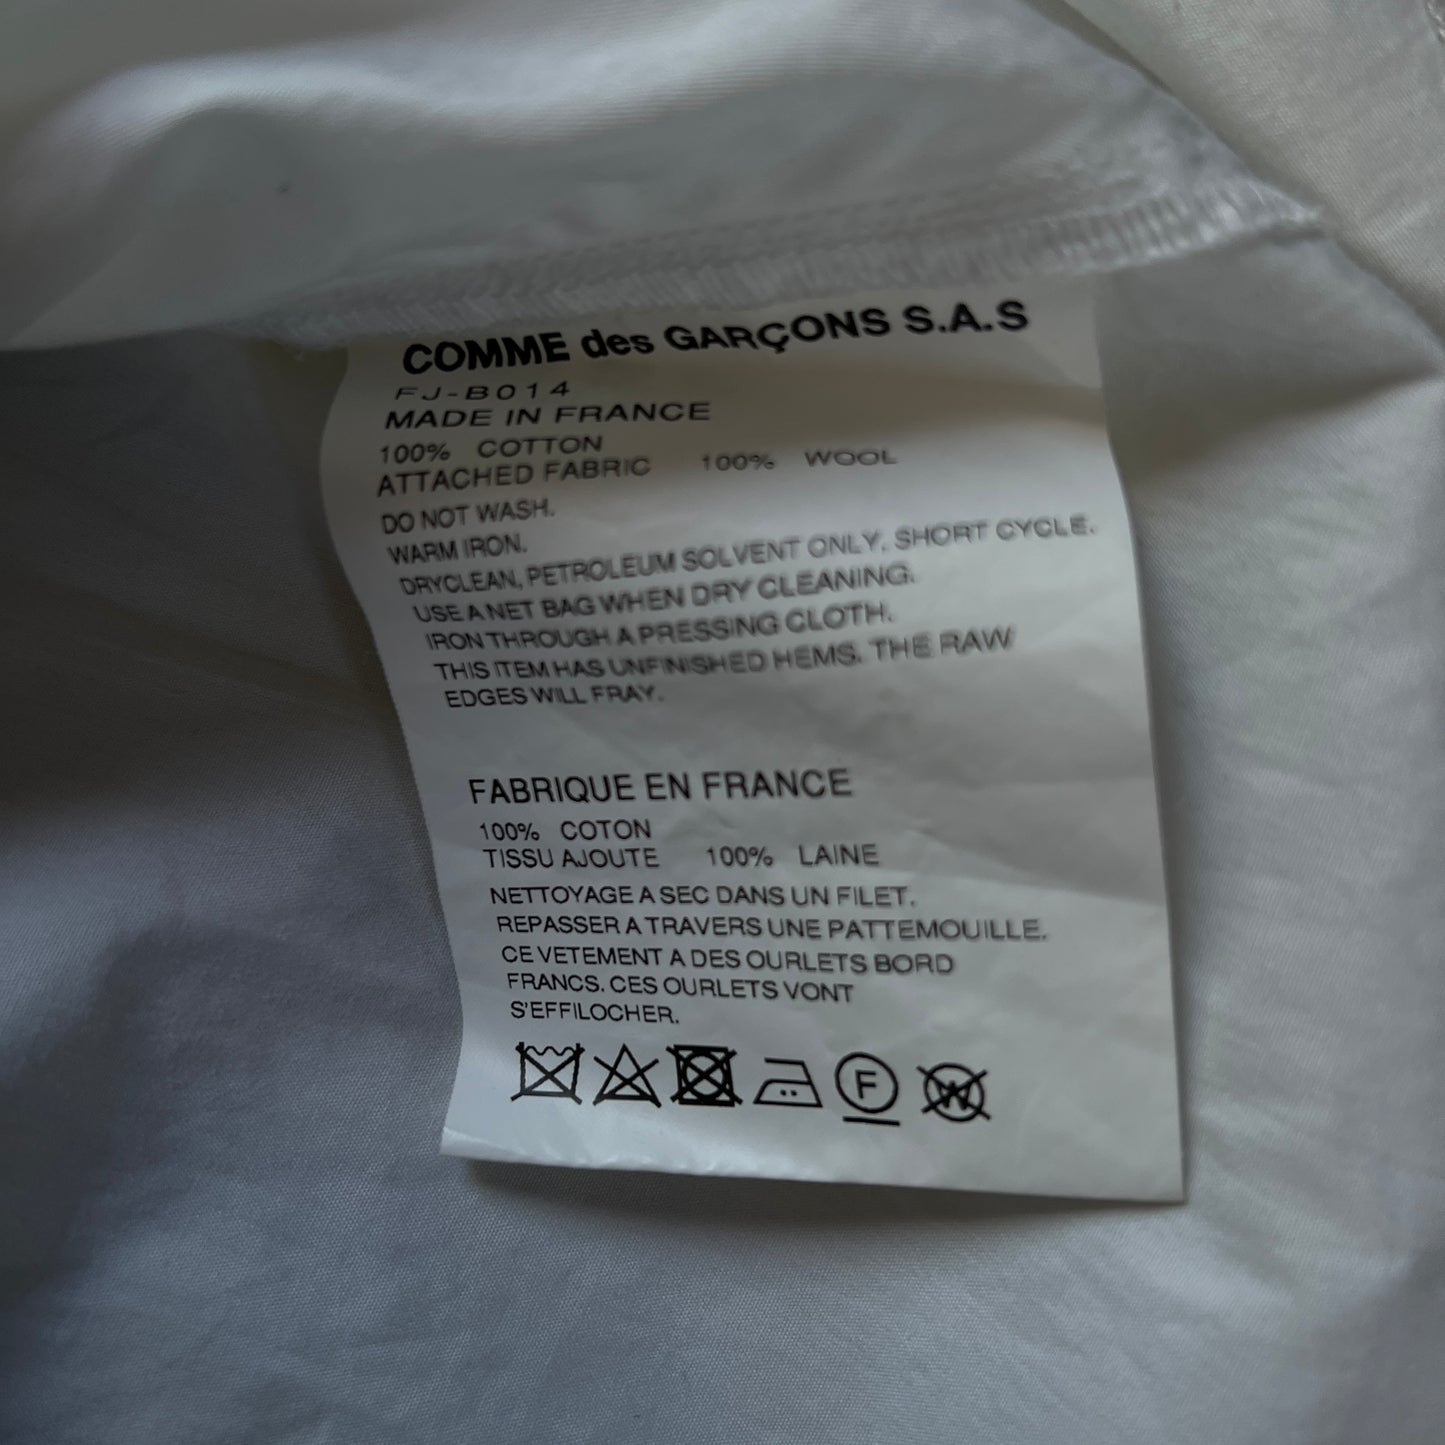 COMME des GARÇONS S.A.S
FJ-B014
MADE IN FRANCE
100% COTTON
ATTACHED FABRIC 100% WOOL
DO NOT WASH.
WARM IRON.
DRYCLEAN, PETROLEUM SOLVENT ONLY, SHORT CYCLE.
USE A NET BAG WHEN DRY CLEANING.
IRON THROUGH A PRESSING CLOTH.
THIS ITEM HAS UNFINISHED HEMS. THE RAW
EDGES WILL FRAY.
FABRIQUE EN FRANCE
100% COTON
TISSU AJOUTE 100% LAINE
NETTOYAGE A SEC DANS UN FILET.
REPASSER A TRAVERS UNE PATTEMOUILLE.
CE VETEMENT A DES OURLETS BORD
FRANCS. CES OURLETS VONT
S'EFFILOCHER.
F W